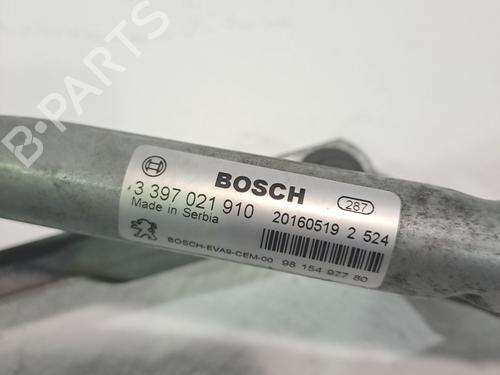 B-PARTS
BOSCH
287
3 397 021 910
Made in Serbia
20160519 2 524
BOSCH-EVA9-CEM-00 98 154 977 80